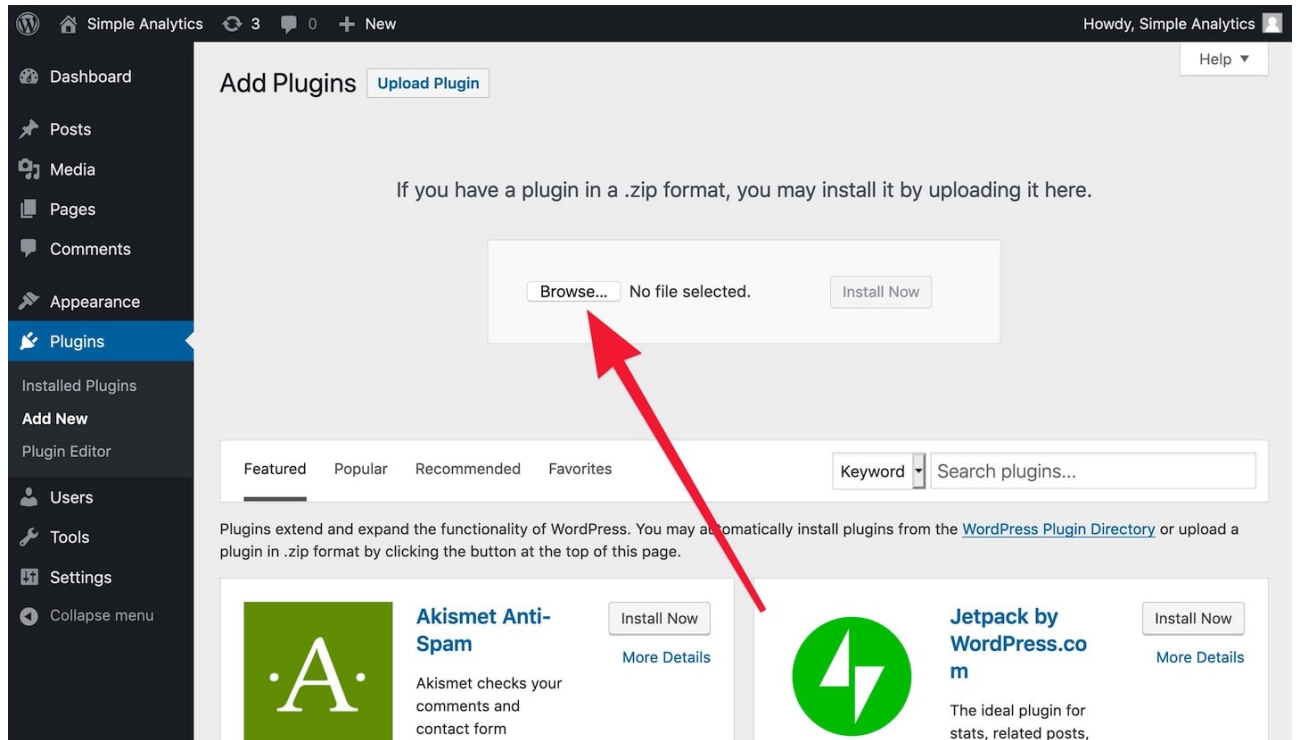 Simple Analytics 3 0 New Howdy, Simple Analytics
Help
Dashboard
Posts
Media
Pages
Comments
Appearance
Plugins
Installed Plugins
Add New
Plugin Editor
Users
Tools
Settings
Collapse menu
Add Plugins Upload Plugin
If you have a plugin in a .zip format, you may install it by uploading it here.
Browse... No file selected. Install Now
Featured Popular Recommended Favorites Keyword Search plugins...
Plugins extend and expand the functionality of WordPress. You may automatically install plugins from the WordPress Plugin Directory or upload a
plugin in .zip format by clicking the button at the top of this page.
·A·
Akismet Anti-
Spam
Install Now
More Details
Akismet checks your
comments and
contact form
Jetpack by
WordPress.co
m
Install Now
More Details
The ideal plugin for
stats, related posts,